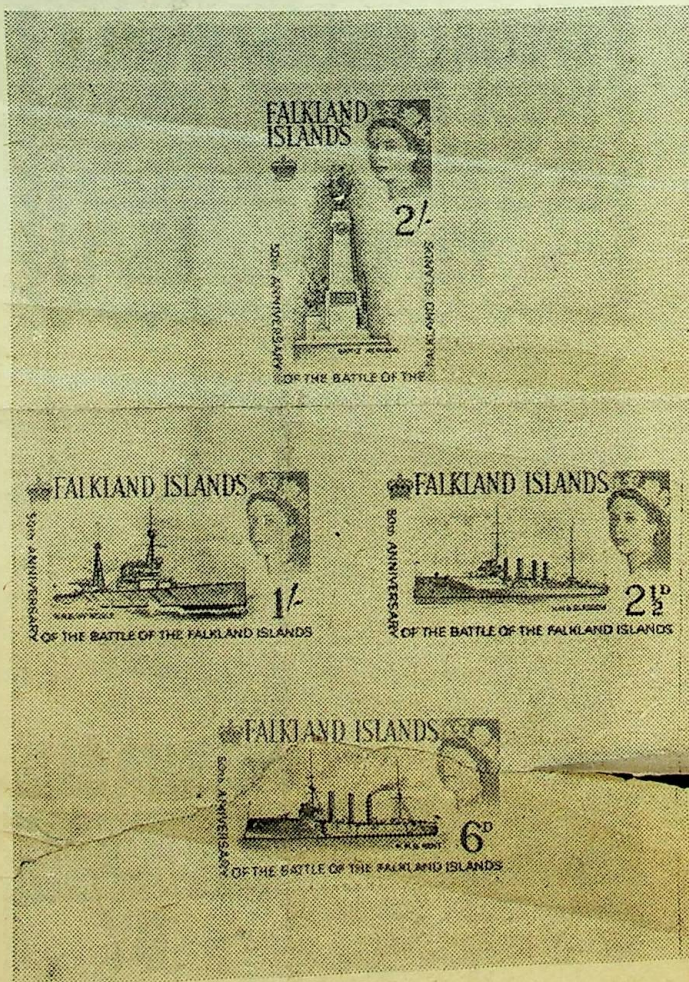 FALKLAND
ISLANDS
2/-
50th ANNIVERSARY
OF THE BATTLE OF THE
FALKLAND ISLANDS
FALKLAND ISLANDS
50th ANNIVERSARY
1/-
OF THE BATTLE OF THE FALKLAND ISLANDS
FALKLAND ISLANDS
50th ANNIVERSARY
H.M.S. GLASGOW
2½D
OF THE BATTLE OF THE FALKLAND ISLANDS
FALKLAND ISLANDS
50th ANNIVERSARY
H.M.S. KENT
6D
OF THE BATTLE OF THE FALKLAND ISLANDS